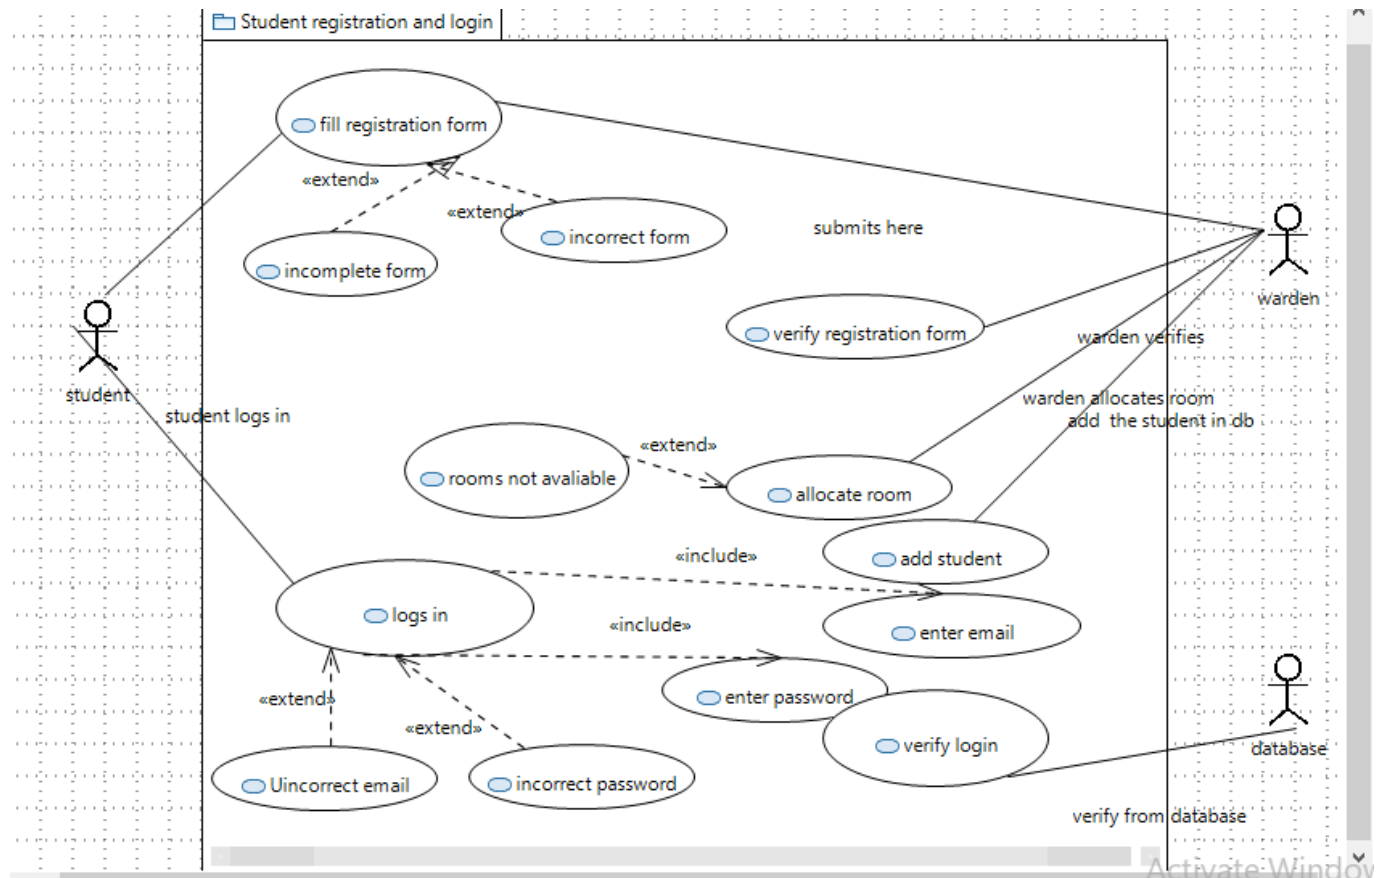 Student registration and login
fill registration form
«extend»
«extend»
incorrect form
submits here
incomplete form
warden
verify registration form
warden verifies
student
student logs in
warden allocates room
add the student in db
«extend»
rooms not avaliable
allocate room
«include»
add student
logs in
«include»
enter email
«extend»
enter password
«extend»
verify login
database
Uincorrect email
incorrect password
verify from database
Activate Window